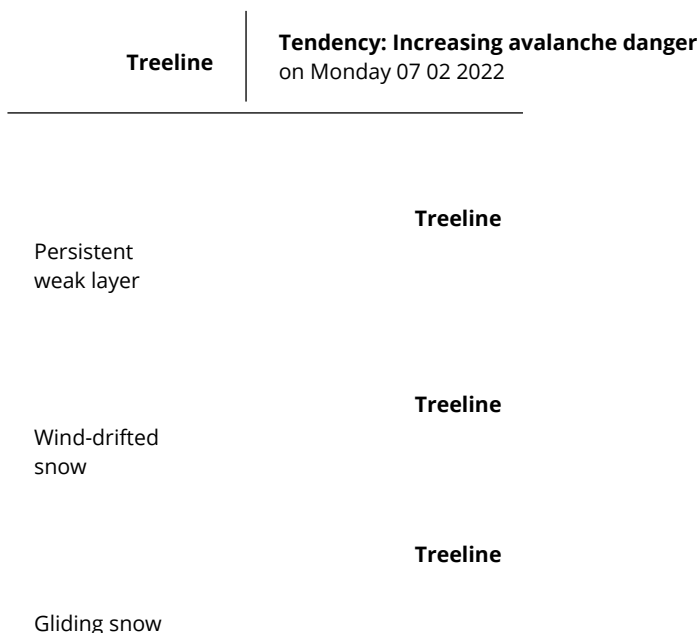 Treeline
Tendency: Increasing avalanche danger
on Monday 07 02 2022
Treeline
Persistent
weak layer
Treeline
Wind-drifted
snow
Treeline
Gliding snow